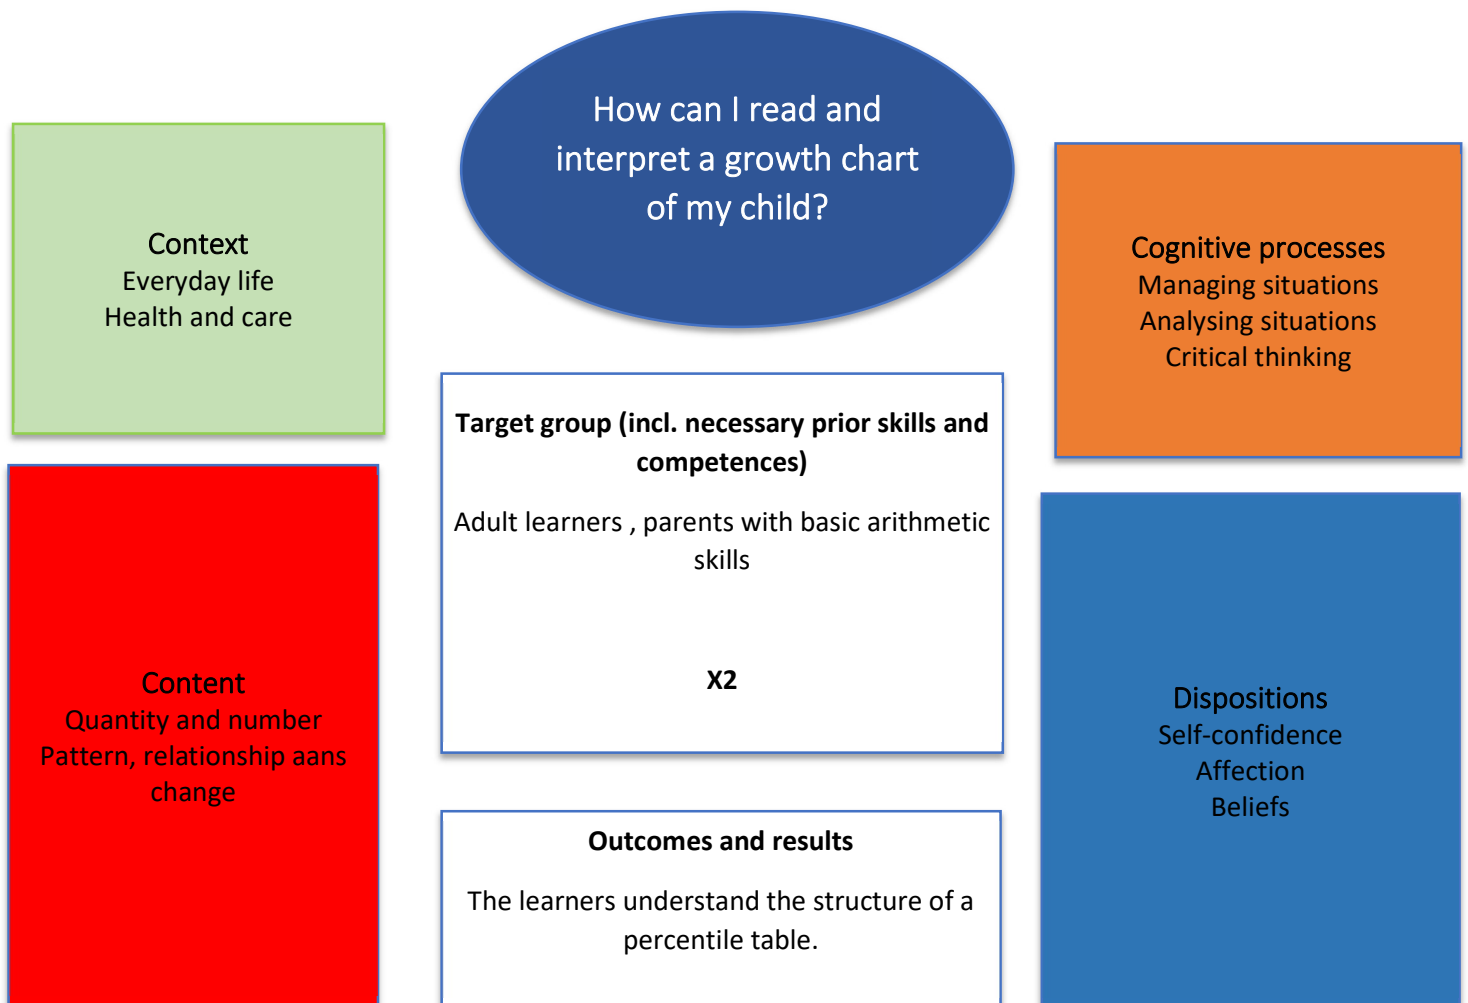 How can I read and
interpret a growth chart
of my child?
Context
Everyday life
Health and care
Cognitive processes
Managing situations
Analysing situations
Critical thinking
Target group (incl. necessary prior skills and
competences)
Adult learners , parents with basic arithmetic
skills
X2
Content
Quantity and number
Pattern, relationship aans
change
Dispositions
Self-confidence
Affection
Beliefs
Outcomes and results
The learners understand the structure of a
percentile table.